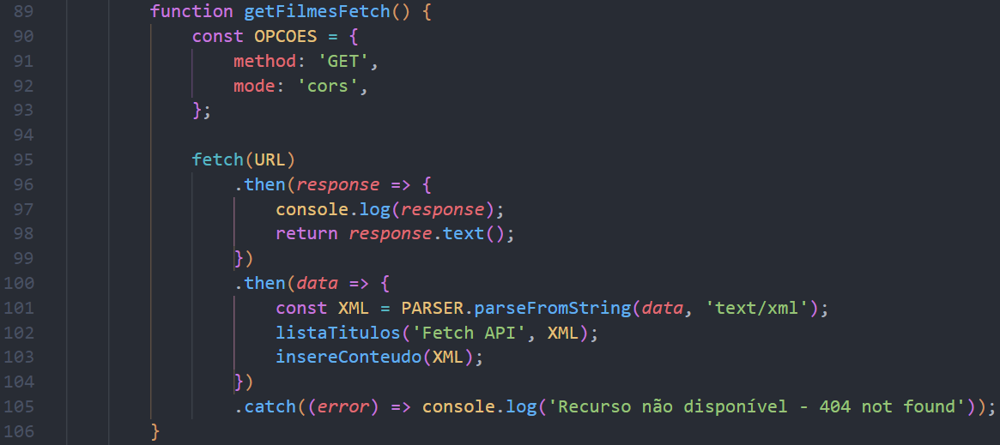 89 function getFilmesFetch() {
90 const OPCOES = {
91 method: 'GET',
92 mode: 'cors',
93 };
94
95 fetch(URL)
96 .then(response => {
97 console.log(response);
98 return response.text();
99 })
100 .then(data => {
101 const XML = PARSER.parseFromString(data, 'text/xml');
102 listaTitulos('Fetch API', XML);
103 insereConteudo(XML);
104 })
105 .catch((error) => console.log('Recurso não disponível - 404 not found'));
106 }